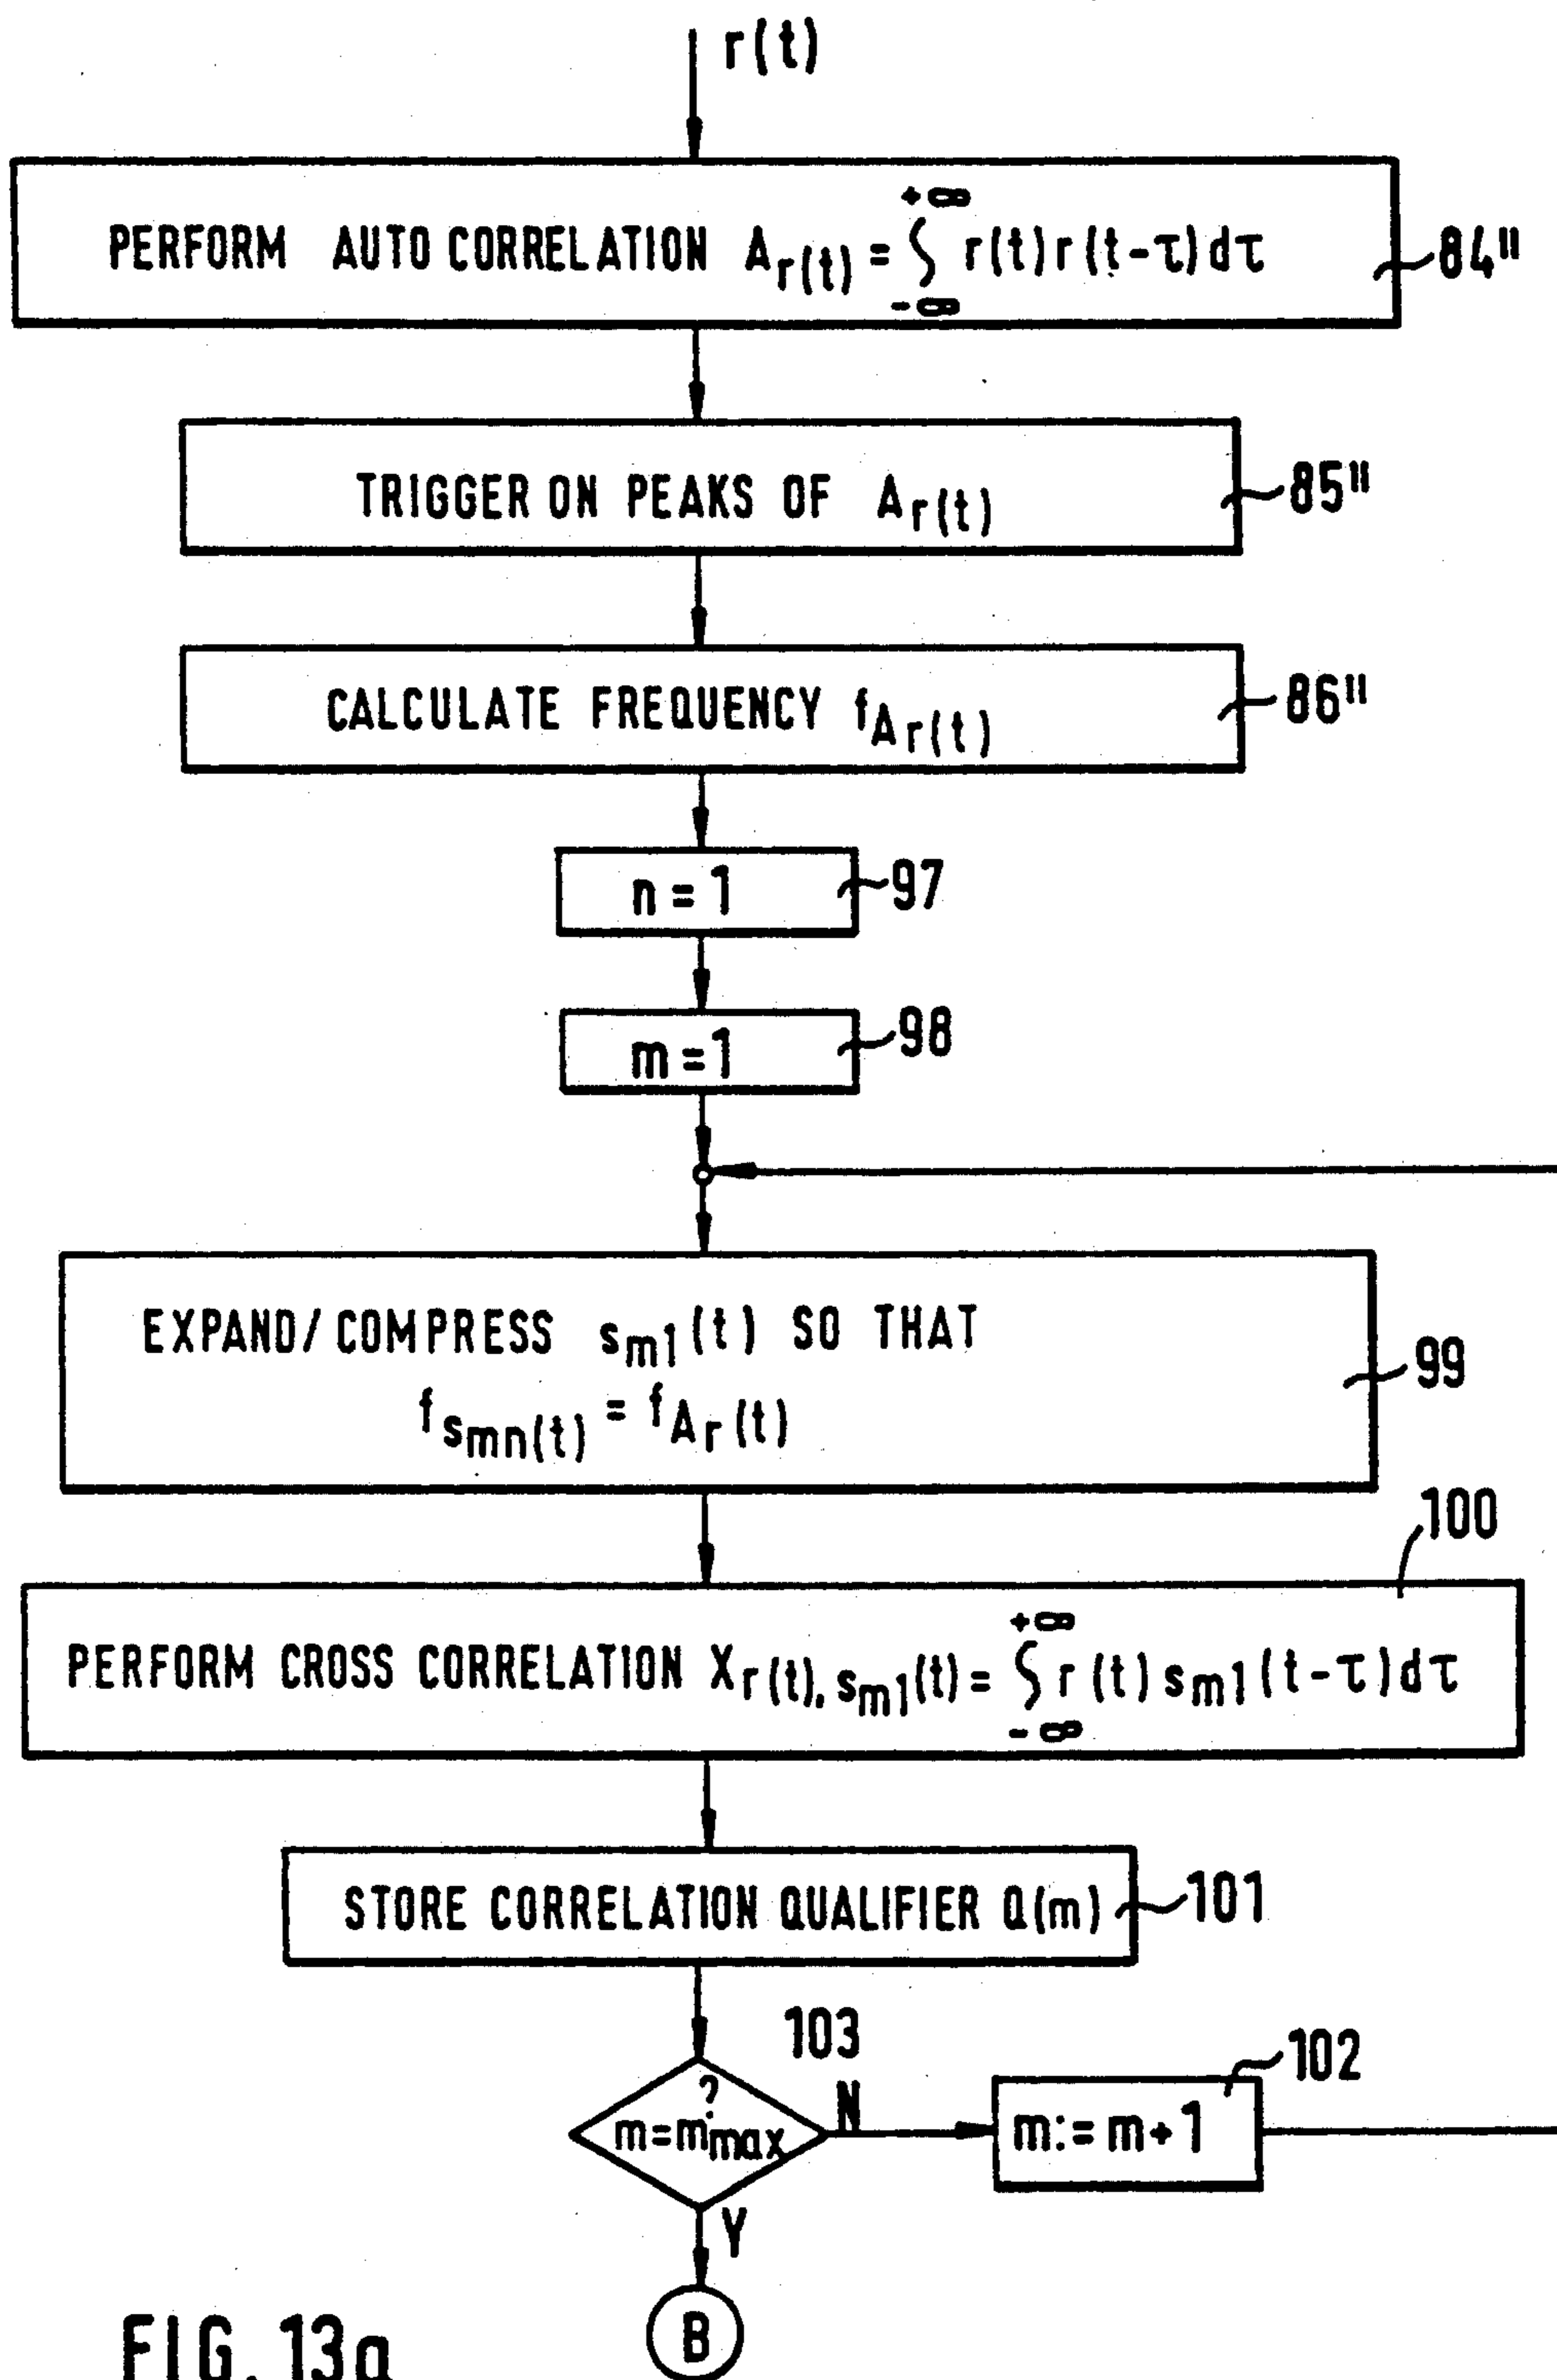 r(t)
PERFORM AUTO CORRELATION A_r(t) = ∫_{-∞}^{+∞} r(t) r(t-τ) dτ
84"
TRIGGER ON PEAKS OF A_r(t)
85"
CALCULATE FREQUENCY f_A_r(t)
86"
n = 1
97
m = 1
98
EXPAND/COMPRESS s_m1(t) SO THAT
f_smn(t) = f_A_r(t)
99
100
PERFORM CROSS CORRELATION X_r(t), s_m1(t) = ∫_{-∞}^{+∞} r(t) s_m1(t-τ) dτ
STORE CORRELATION QUALIFIER Q(m)
101
103
?
m = m_max
N
102
m := m + 1
Y
B
FIG. 13a